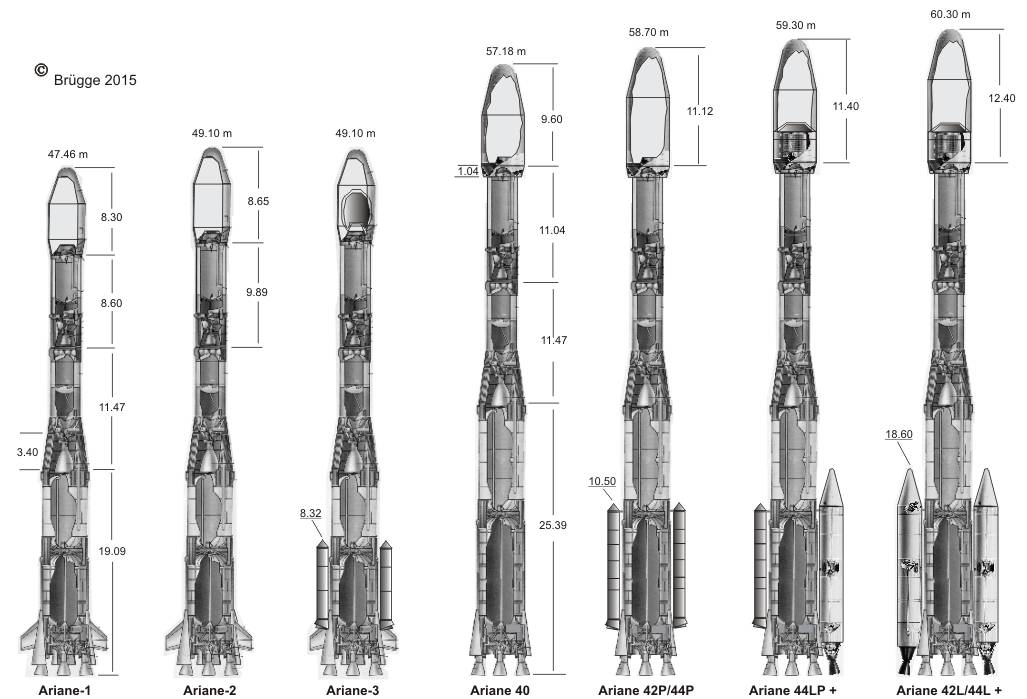 © Brügge 2015
47.46 m
8.30
8.60
11.47
3.40
19.09
Ariane-1
49.10 m
8.65
9.89
Ariane-2
49.10 m
8.32
Ariane-3
57.18 m
9.60
1.04
11.04
11.47
25.39
Ariane 40
58.70 m
11.12
10.50
Ariane 42P/44P
59.30 m
11.40
Ariane 44LP +
60.30 m
12.40
18.60
Ariane 42L/44L +